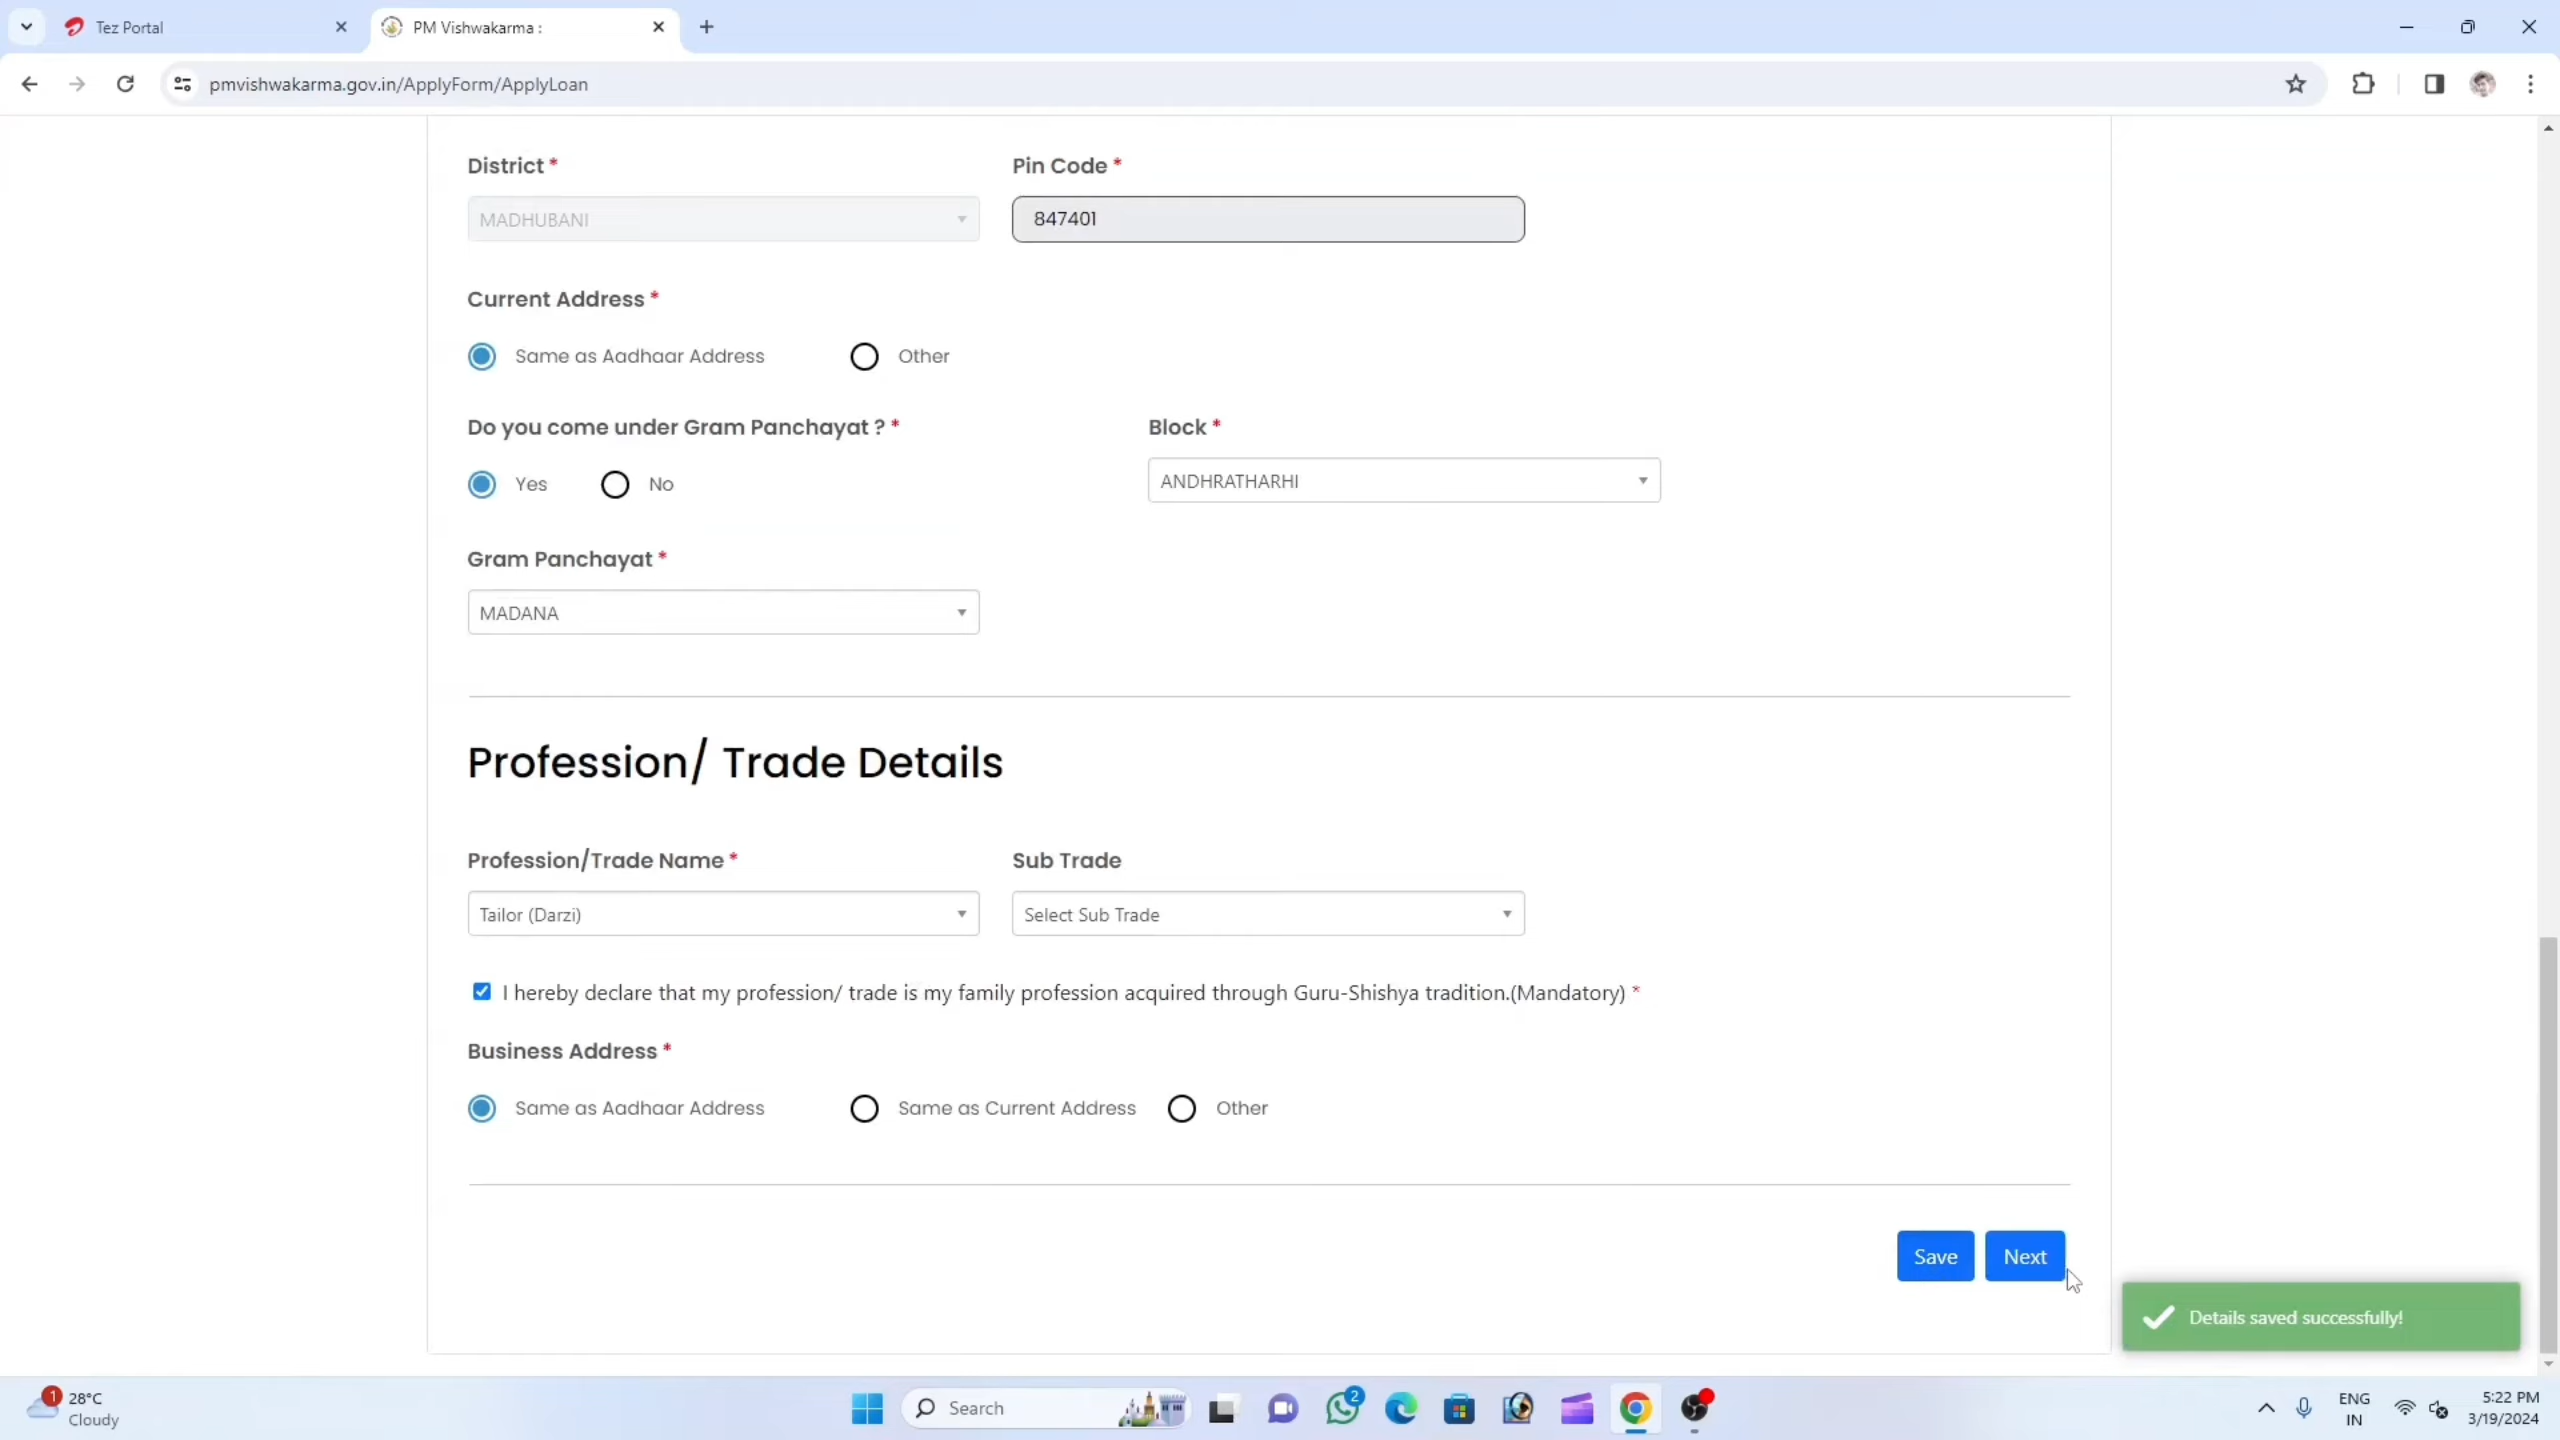 Tez Portal
PM Vishwakarma :
pmvishwakarma.gov.in/ApplyForm/ApplyLoan
District * Pin Code *
MADHUBANI 847401
Current Address *
Same as Aadhaar Address Other
Do you come under Gram Panchayat ? * Block *
Yes No ANDHRATHARHI
Gram Panchayat *
MADANA
Profession/ Trade Details
Profession/Trade Name * Sub Trade
Tailor (Darzi) Select Sub Trade
I hereby declare that my profession/ trade is my family profession acquired through Guru-Shishya tradition.(Mandatory) *
Business Address *
Same as Aadhaar Address Same as Current Address Other
Save Next
Details saved successfully!
1 28°C
Cloudy
Search
2
ENG
IN
5:22 PM
3/19/2024